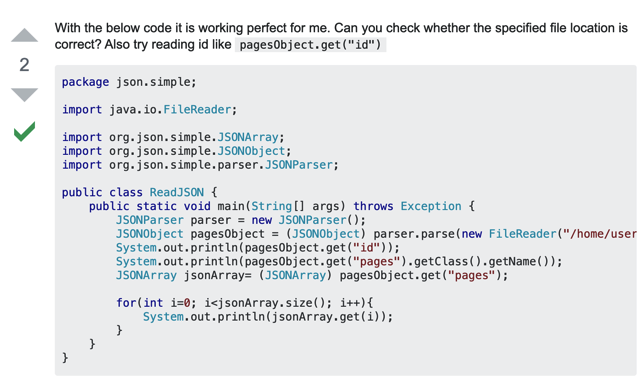 With the below code it is working perfect for me. Can you check whether the specified file location is
correct? Also try reading id like pagesObject.get("id")
2
package json.simple;
import java.io.FileReader;
import org.json.simple.JSONArray;
import org.json.simple.JSONObject;
import org.json.simple.parser.JSONParser;
public class ReadJSON {
    public static void main(String[] args) throws Exception {
        JSONParser parser = new JSONParser();
        JSONObject pagesObject = (JSONObject) parser.parse(new FileReader("/home/user
        System.out.println(pagesObject.get("id"));
        System.out.println(pagesObject.get("pages").getClass().getName());
        JSONArray jsonArray= (JSONArray) pagesObject.get("pages");
        for(int i=0; i<jsonArray.size(); i++){
            System.out.println(jsonArray.get(i));
        }
    }
}